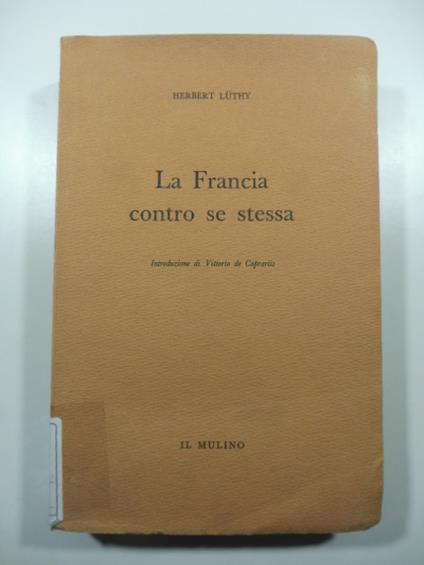 HERBERT LÜTHY
La Francia
contro se stessa
Introduzione di Vittorio de Caprariis
IL MULINO